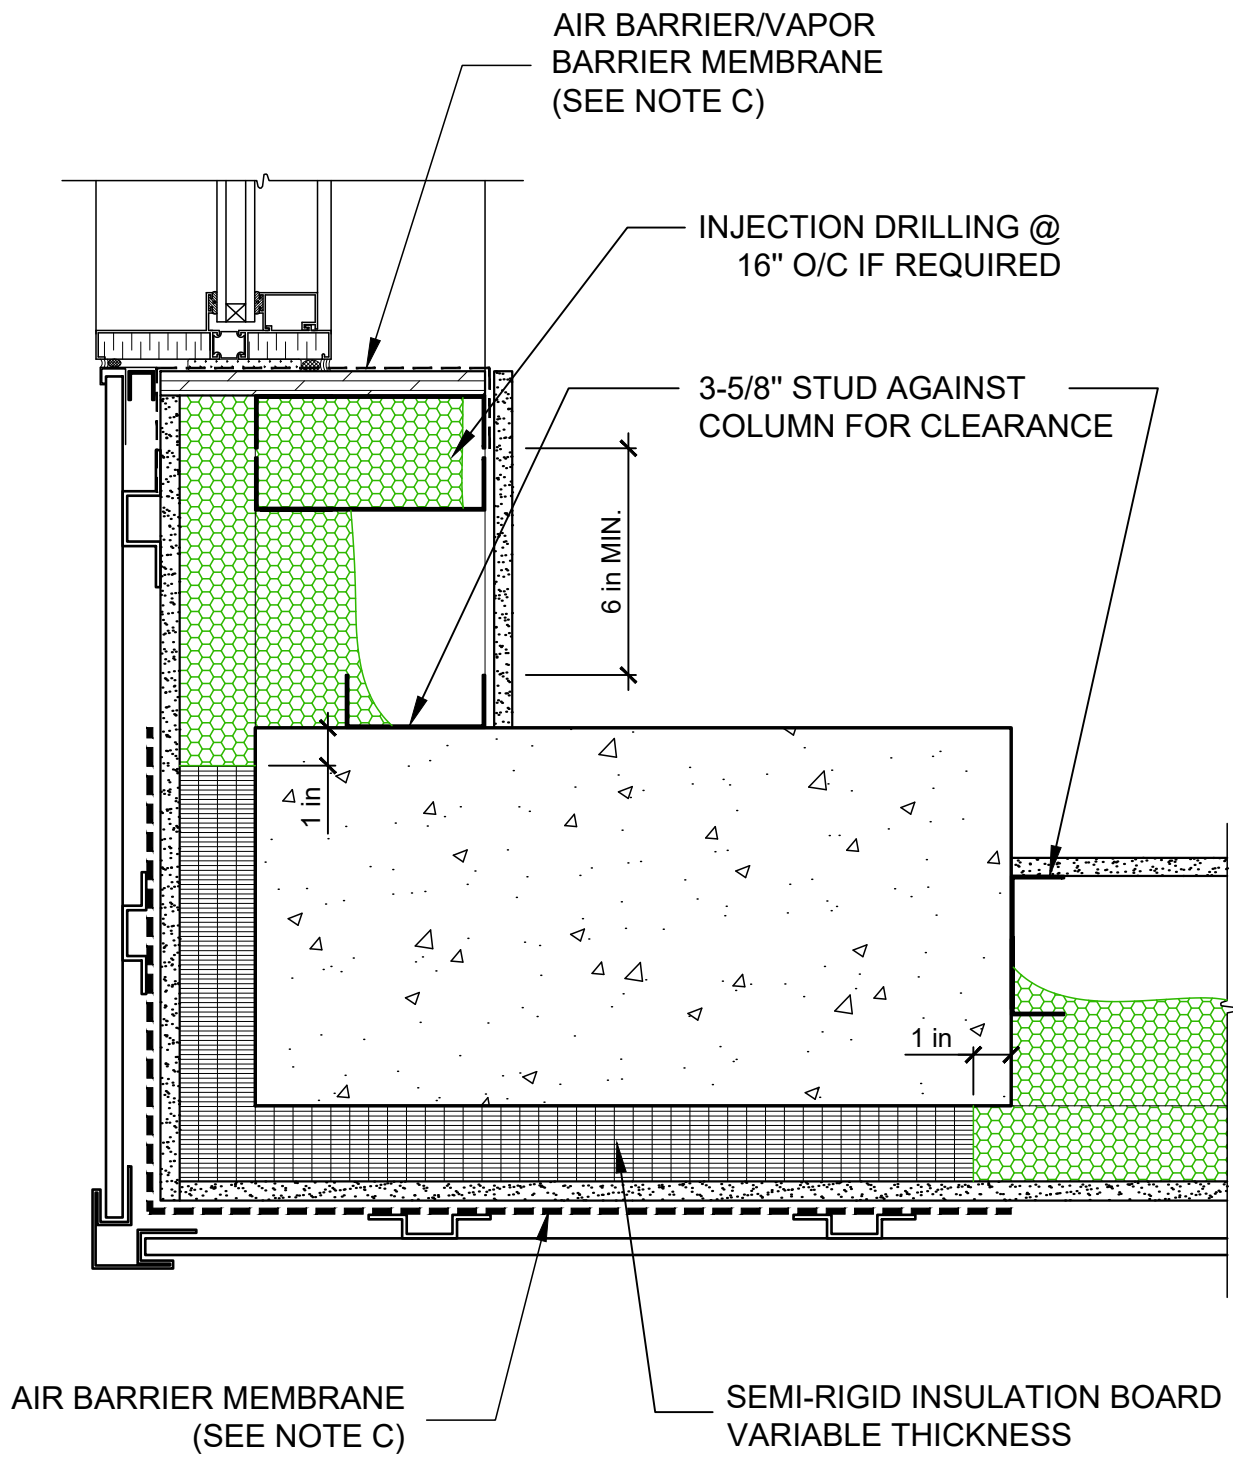 AIR BARRIER/VAPOR
BARRIER MEMBRANE
(SEE NOTE C)
INJECTION DRILLING @
16" O/C IF REQUIRED
3-5/8" STUD AGAINST
COLUMN FOR CLEARANCE
6 in MIN.
1 in
1 in
AIR BARRIER MEMBRANE
(SEE NOTE C)
SEMI-RIGID INSULATION BOARD
VARIABLE THICKNESS